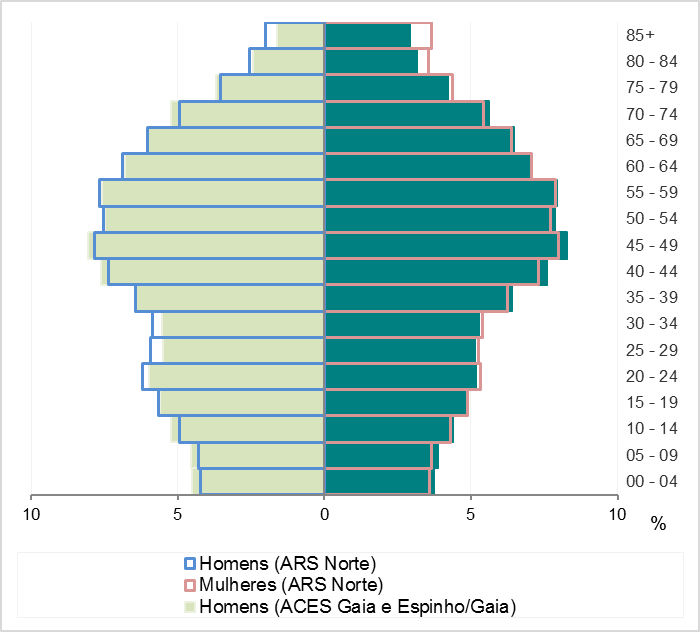 85+
80 - 84
75 - 79
70 - 74
65 - 69
60 - 64
55 - 59
50 - 54
45 - 49
40 - 44
35 - 39
30 - 34
25 - 29
20 - 24
15 - 19
10 - 14
05 - 09
00 - 04
10 5 0 5 10
%
Homens (ARS Norte)
Mulheres (ARS Norte)
Homens (ACES Gaia e Espinho/Gaia)